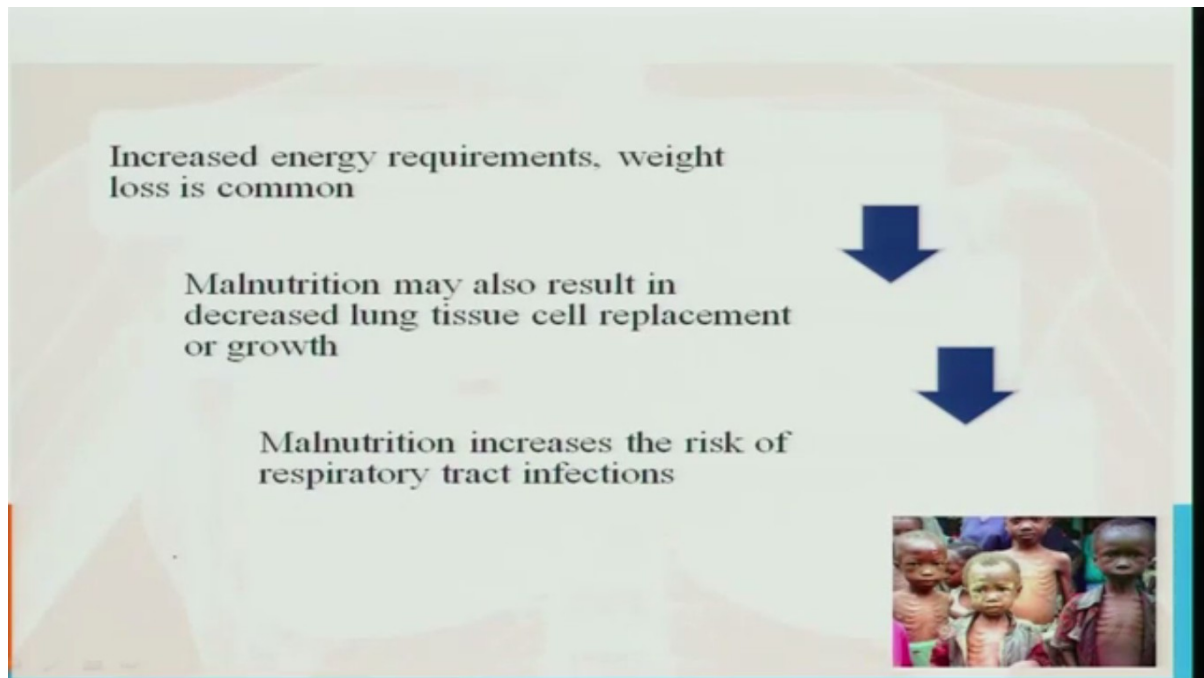 Increased energy requirements, weight
loss is common
Malnutrition may also result in
decreased lung tissue cell replacement
or growth
Malnutrition increases the risk of
respiratory tract infections